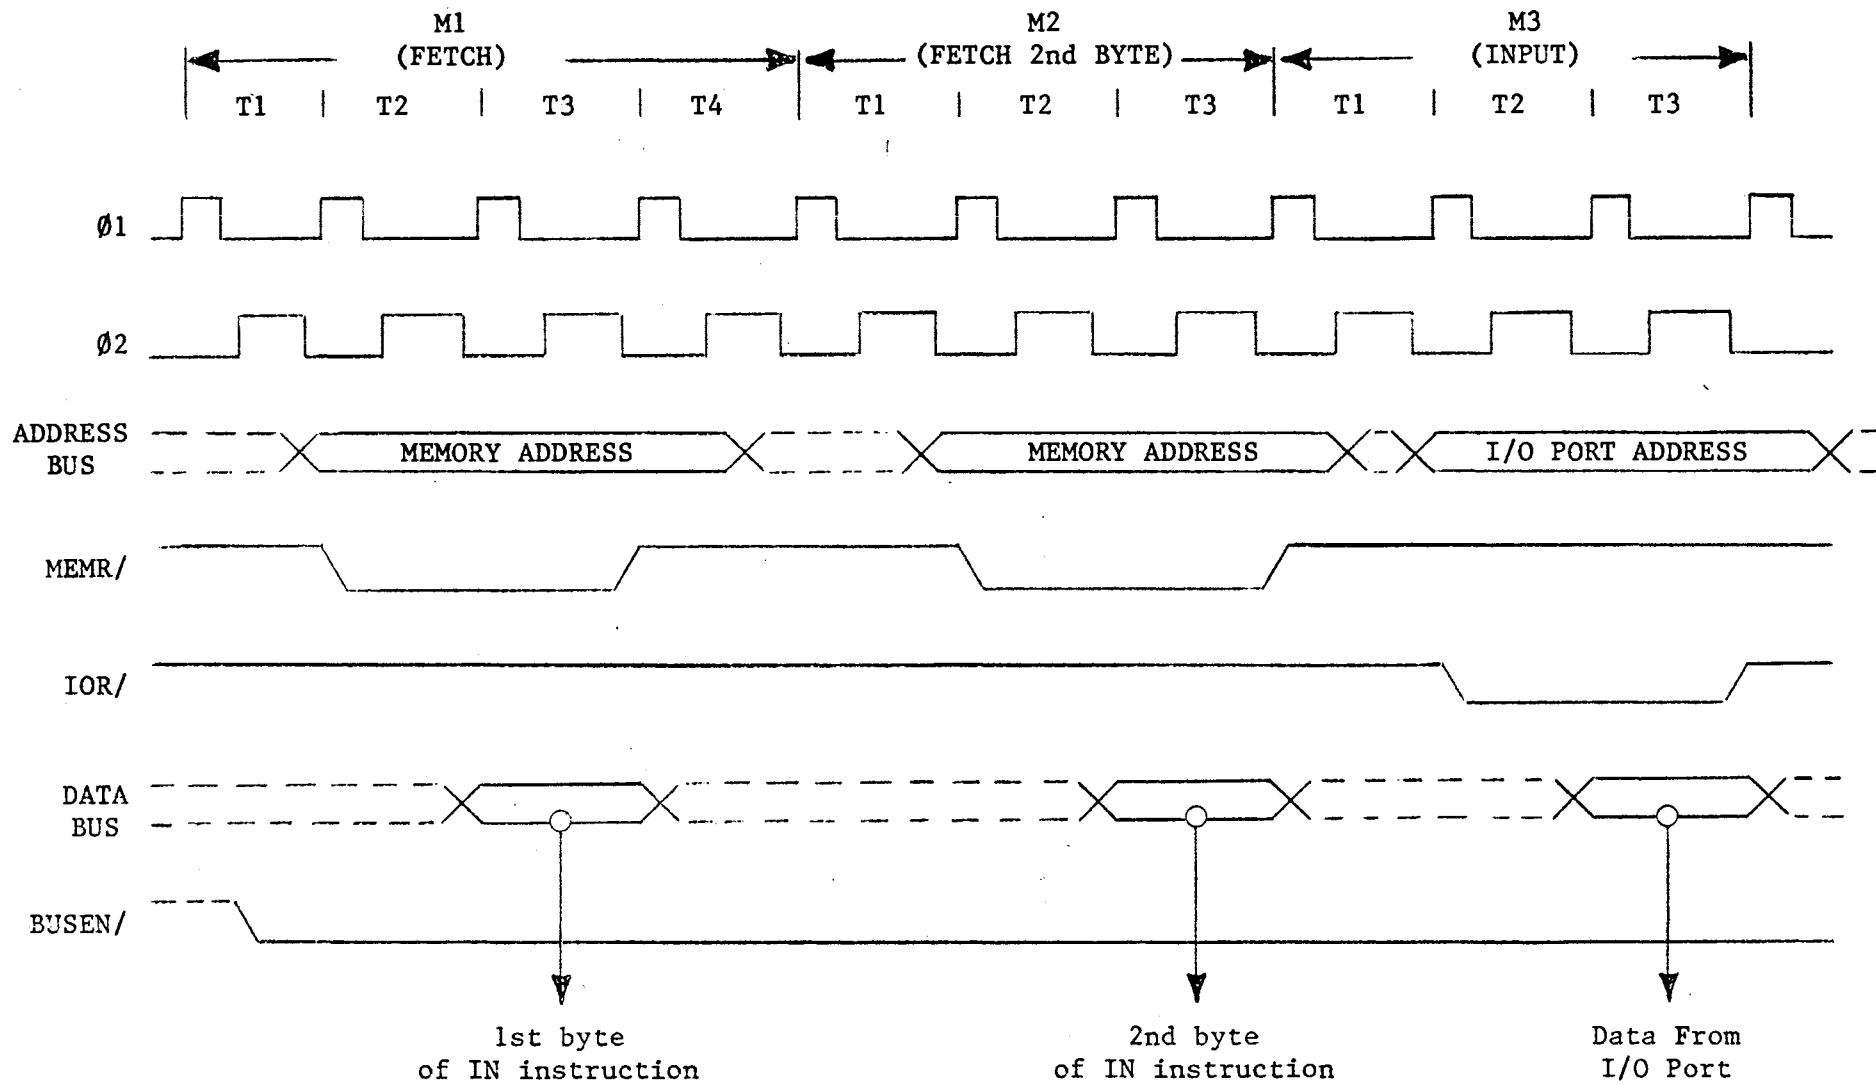 M1 M2 M3
(FETCH) (FETCH 2nd BYTE) (INPUT)
T1 T2 T3 T4 T1 T2 T3 T1 T2 T3
Ø1
Ø2
ADDRESS
BUS
MEMORY ADDRESS MEMORY ADDRESS I/O PORT ADDRESS
MEMR/
IOR/
DATA
BUS
BUSEN/
1st byte
of IN instruction
2nd byte
of IN instruction
Data From
I/O Port